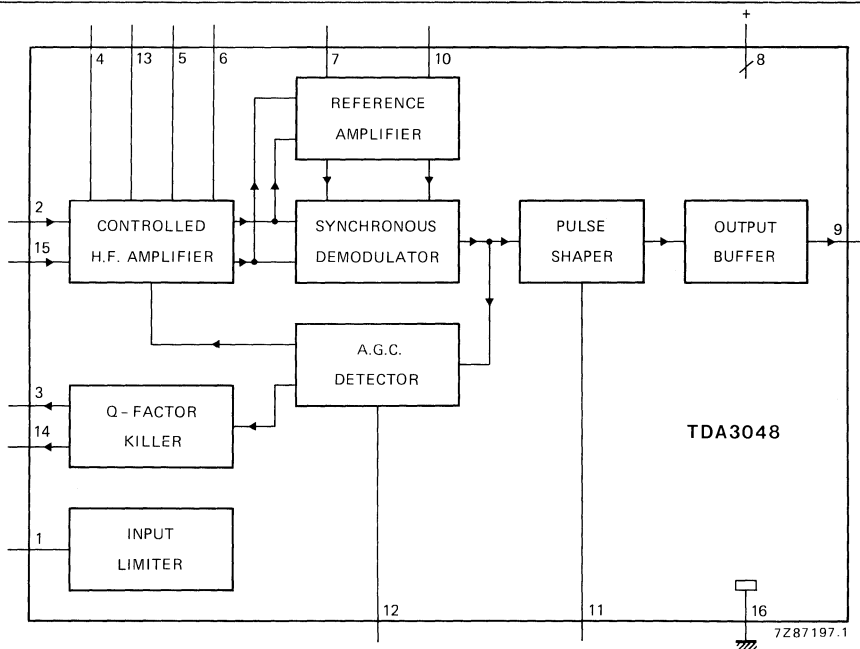 +
4 13 5 6 7 10 8
REFERENCE
AMPLIFIER
2
15
CONTROLLED
H.F. AMPLIFIER
SYNCHRONOUS
DEMODULATOR
PULSE
SHAPER
OUTPUT
BUFFER
9
A.G.C.
DETECTOR
3
14
Q-FACTOR
KILLER
TDA3048
1
INPUT
LIMITER
12 11 16
7Z87197.1